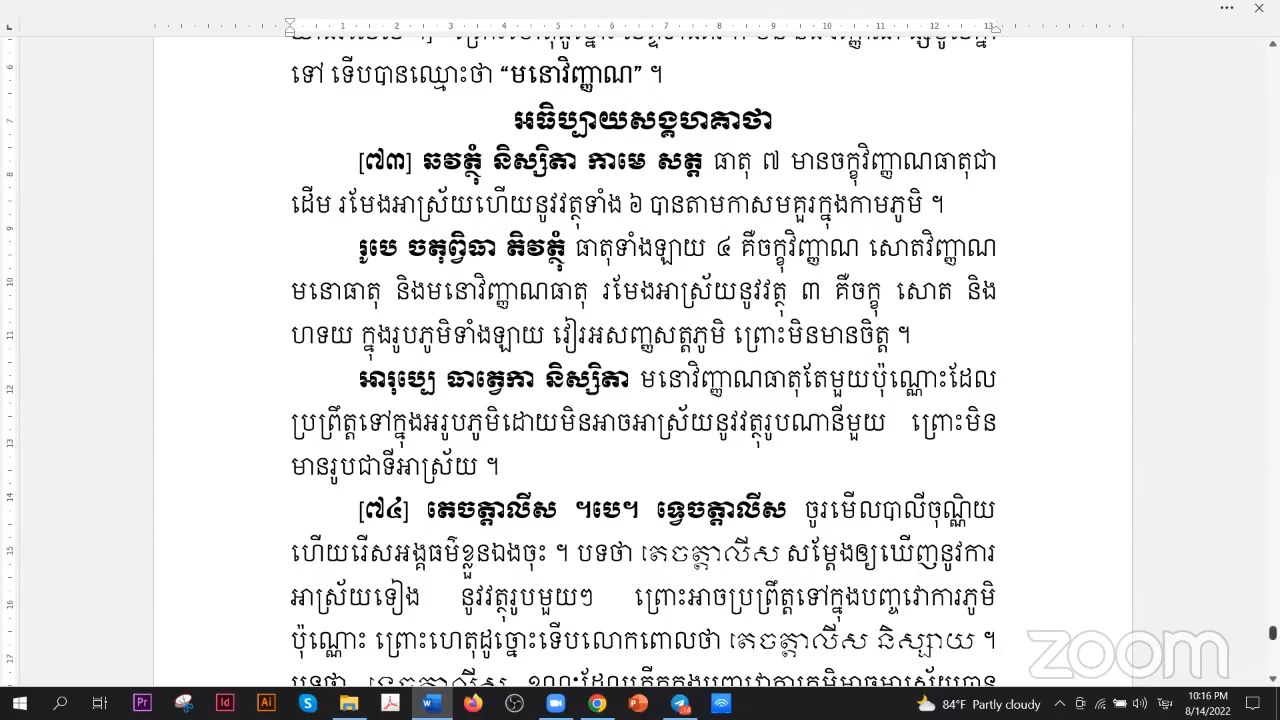 ទៅ ទើបបានឈ្មោះថា “មនោវិញ្ញាណ” ។
អធិប្បាយសង្គហគាថា
[៧៣] ឆវត្ថុំ និស្សិតា កាមេ សត្ត ធាតុ ៧ មានចក្ខុវិញ្ញាណធាតុជា
ដើម រមែងអាស្រ័យហើយនូវវត្ថុទាំង ៦ បានតាមកាសមគួរក្នុងកាមភូមិ ។
រូបេ ចតុព្វិធា តិវត្ថុំ ធាតុទាំងឡាយ ៤ គឺចក្ខុវិញ្ញាណ សោតវិញ្ញាណ
មនោធាតុ និងមនោវិញ្ញាណធាតុ រមែងអាស្រ័យនូវវត្ថុ ៣ គឺចក្ខុ សោត និង
ហទយ ក្នុងរូបភូមិទាំងឡាយ វៀរអសញ្ញសត្តភូមិ ព្រោះមិនមានចិត្ត ។
អារុប្បេ ធាត្វេកា និស្សិតា មនោវិញ្ញាណធាតុតែមួយប៉ុណ្ណោះដែល
ប្រព្រឹត្តទៅក្នុងអរូបភូមិដោយមិនអាចអាស្រ័យនូវវត្ថុរូបណានីមួយ ព្រោះមិន
មានរូបជាទីអាស្រ័យ ។
[៧៤] តេចត្តាលីស ។បេ។ ទ្វេចត្តាលីស ចូរមើលបាលីចុណ្ណិយ
ហើយរើសអង្គធម៌ខ្លួនឯងចុះ ។ បទថា តេចត្តាលីស សម្តែងឲ្យឃើញនូវការ
អាស្រ័យទៀង នូវវត្ថុរូបមួយៗ ព្រោះអាចប្រព្រឹត្តទៅក្នុងបញ្ចវោការភូមិ
ប៉ុណ្ណោះ ព្រោះហេតុដូច្នោះទើបលោកពោលថា តេចត្តាលីស និស្សាយ ។
zoom
84°F Partly cloudy
10:16 PM
8/14/2022